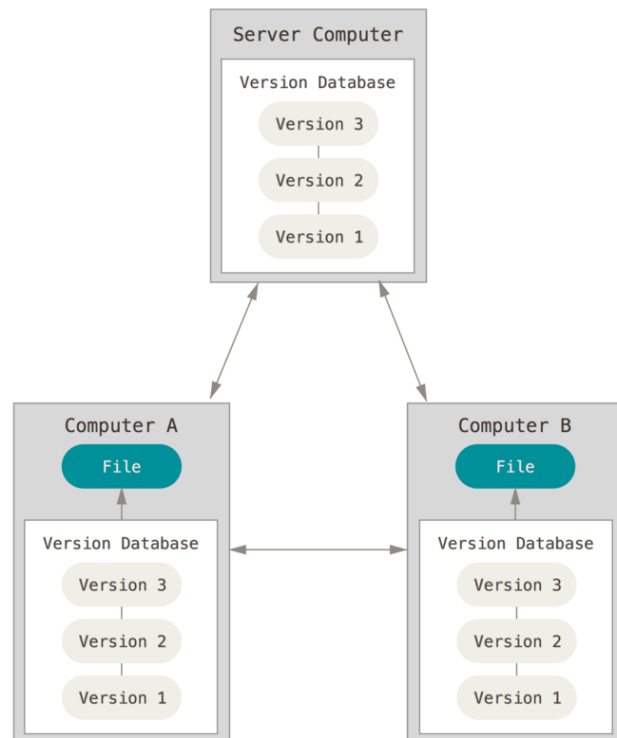 Server Computer
Version Database
Version 3
Version 2
Version 1
Computer A
File
Version Database
Version 3
Version 2
Version 1
Computer B
File
Version Database
Version 3
Version 2
Version 1